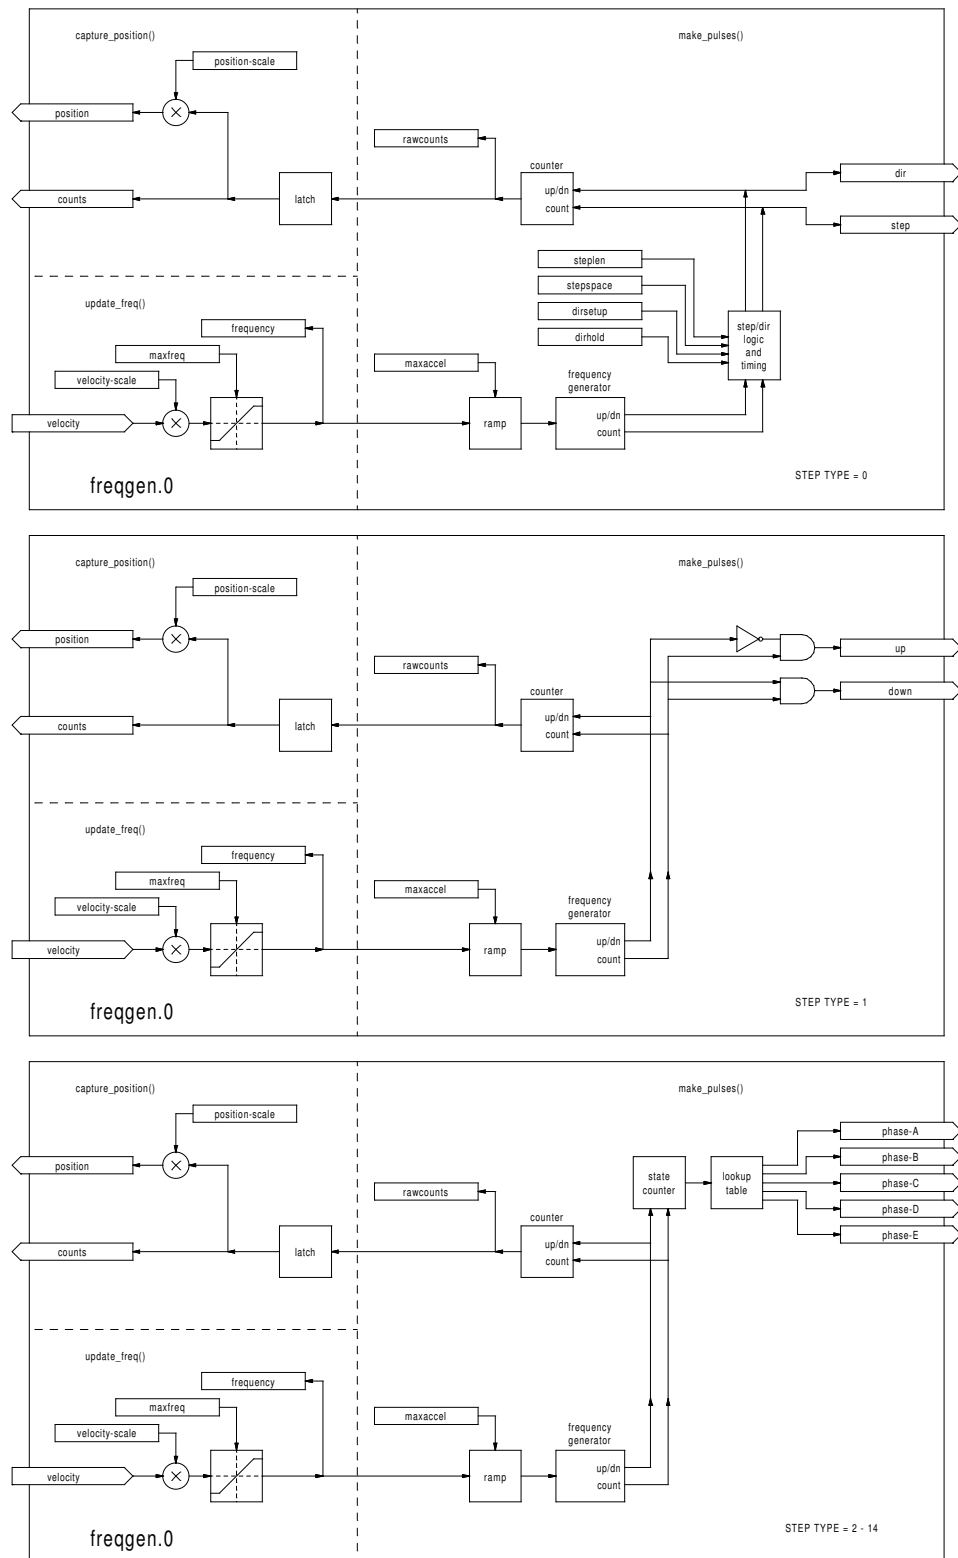 capture_position()
make_pulses()
position-scale
position
rawcounts
counter
dir
up/dn
counts
latch
count
step
steplen
stepspace
update_freq()
dirsetup
frequency
step/dir
logic
and
timing
dirhold
maxfreq
maxaccel
frequency
generator
velocity-scale
up/dn
velocity
ramp
count
freqgen.0
STEP TYPE = 0
capture_position()
make_pulses()
position-scale
position
up
rawcounts
counter
down
up/dn
counts
latch
count
update_freq()
frequency
maxfreq
maxaccel
frequency
generator
velocity-scale
up/dn
velocity
ramp
count
freqgen.0
STEP TYPE = 1
capture_position()
make_pulses()
position-scale
phase-A
position
state
counter
lookup
table
phase-B
phase-C
rawcounts
phase-D
counter
phase-E
up/dn
counts
latch
count
update_freq()
frequency
maxfreq
maxaccel
frequency
generator
velocity-scale
up/dn
velocity
ramp
count
freqgen.0
STEP TYPE = 2 - 14